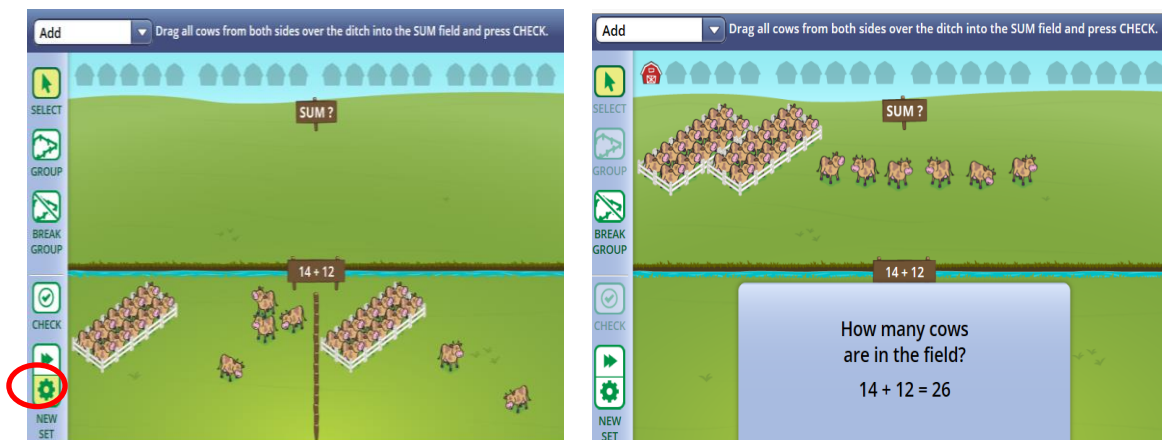 Add
Drag all cows from both sides over the ditch into the SUM field and press CHECK.
SELECT
GROUP
BREAK
GROUP
CHECK
NEW
SET
SUM ?
14 + 12
Add
Drag all cows from both sides over the ditch into the SUM field and press CHECK.
SELECT
GROUP
BREAK
GROUP
CHECK
NEW
SET
SUM ?
14 + 12
How many cows
are in the field?
14 + 12 = 26